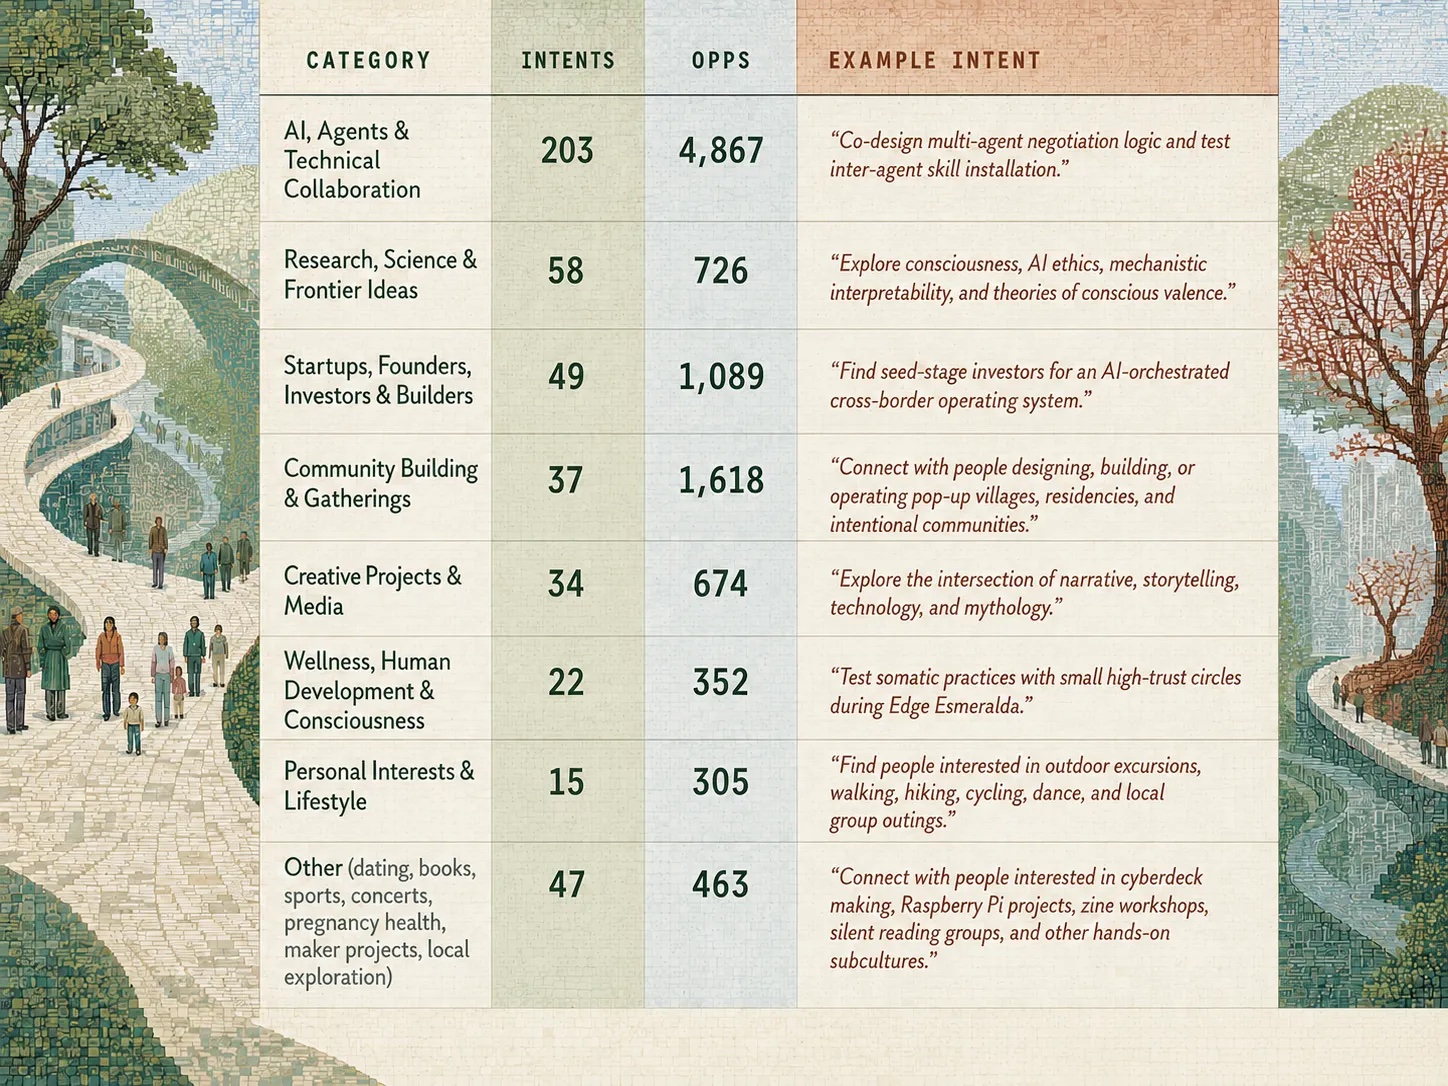 CATEGORY INTENTS OPPS EXAMPLE INTENT
AI, Agents &
Technical
Collaboration
203
4,867
“Co-design multi-agent negotiation logic and test
inter-agent skill installation.”
Research, Science &
Frontier Ideas
58
726
“Explore consciousness, AI ethics, mechanistic
interpretability, and theories of conscious valence.”
Startups, Founders,
Investors & Builders
49
1,089
“Find seed-stage investors for an AI-orchestrated
cross-border operating system.”
Community Building
& Gatherings
37
1,618
“Connect with people designing, building, or
operating pop-up villages, residencies, and
intentional communities.”
Creative Projects &
Media
34
674
“Explore the intersection of narrative, storytelling,
technology, and mythology.”
Wellness, Human
Development &
Consciousness
22
352
“Test somatic practices with small high-trust circles
during Edge Esmeralda.”
Personal Interests &
Lifestyle
15
305
“Find people interested in outdoor excursions,
walking, hiking, cycling, dance, and local
group outings.”
Other (dating, books,
sports, concerts,
pregnancy health,
maker projects, local
exploration)
47
463
“Connect with people interested in cyberdeck
making, Raspberry Pi projects, zine workshops,
silent reading groups, and other hands-on
subcultures.”